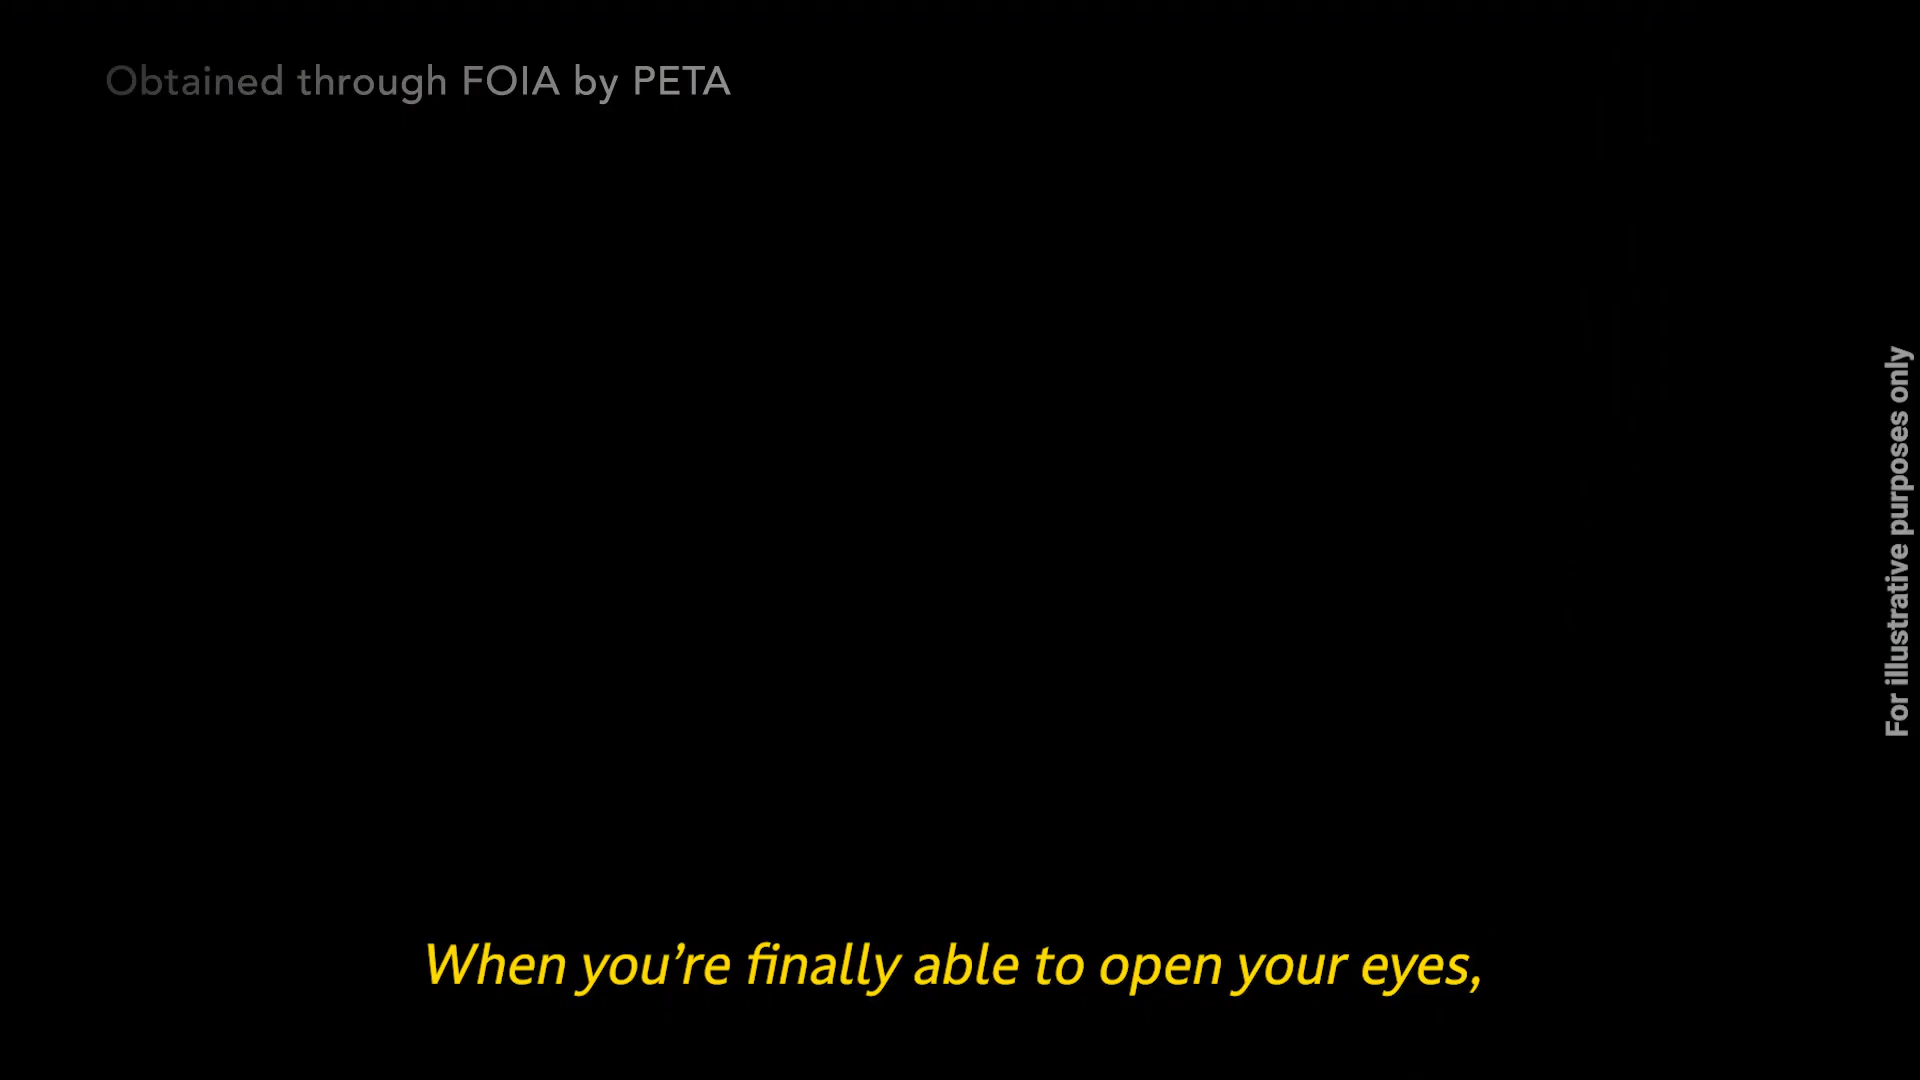 Obtained through FOIA by PETA
For illustrative purposes only
When you're finally able to open your eyes,